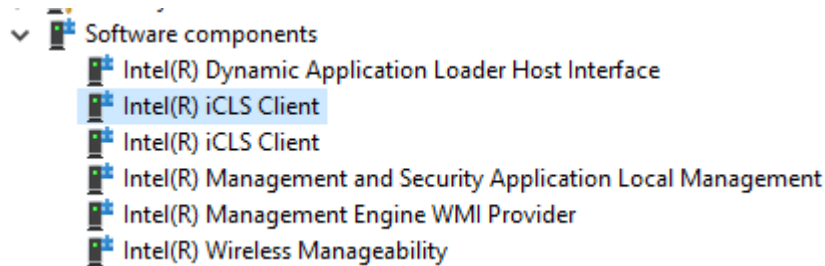 Software components
Intel(R) Dynamic Application Loader Host Interface
Intel(R) iCLS Client
Intel(R) iCLS Client
Intel(R) Management and Security Application Local Management
Intel(R) Management Engine WMI Provider
Intel(R) Wireless Manageability